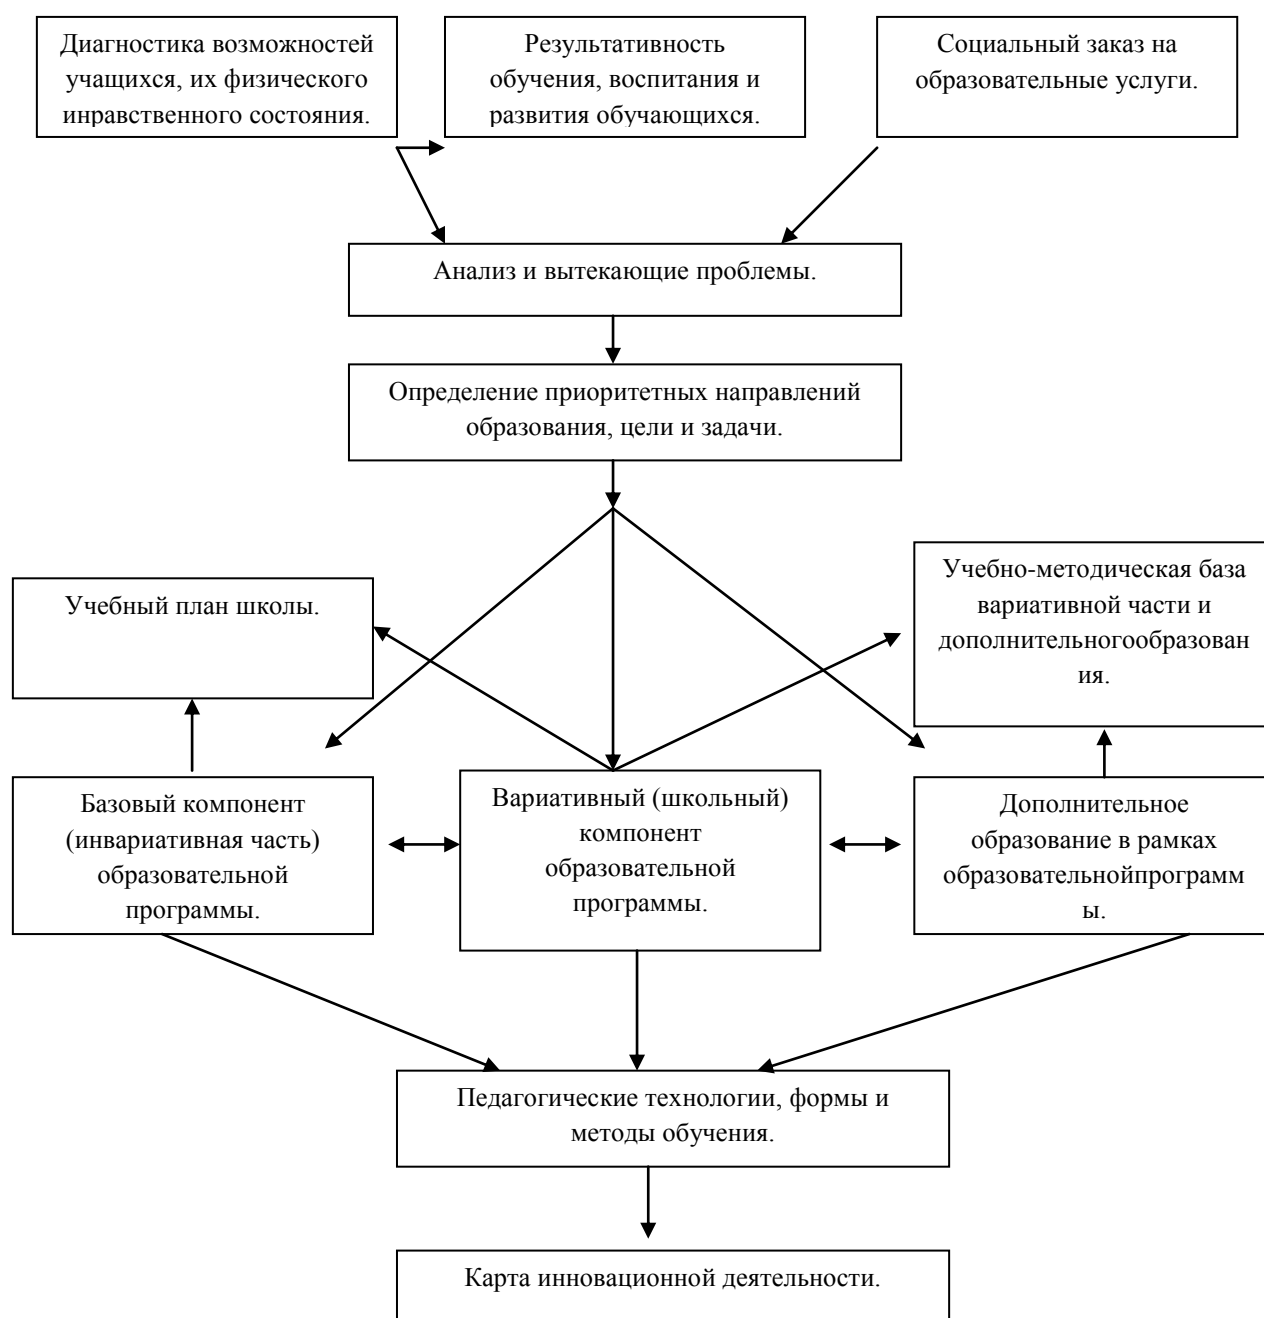 Диагностика возможностей
учащихся, их физического
инравственного состояния.
Результативность
обучения, воспитания и
развития обучающихся.
Социальный заказ на
образовательные услуги.
Анализ и вытекающие проблемы.
Определение приоритетных направлений
образования, цели и задачи.
Учебный план школы.
Учебно-методическая база
вариативной части и
дополнительногообразован
ия.
Базовый компонент
(инвариативная часть)
образовательной
программы.
Вариативный (школьный)
компонент
образовательной
программы.
Дополнительное
образование в рамках
образовательнойпрограмм
ы.
Педагогические технологии, формы и
методы обучения.
Карта инновационной деятельности.